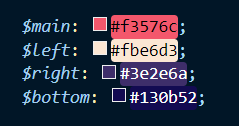 $main: #f3576c;
$left: #fbe6d3;
$right: #3e2e6a;
$bottom: #130b52;